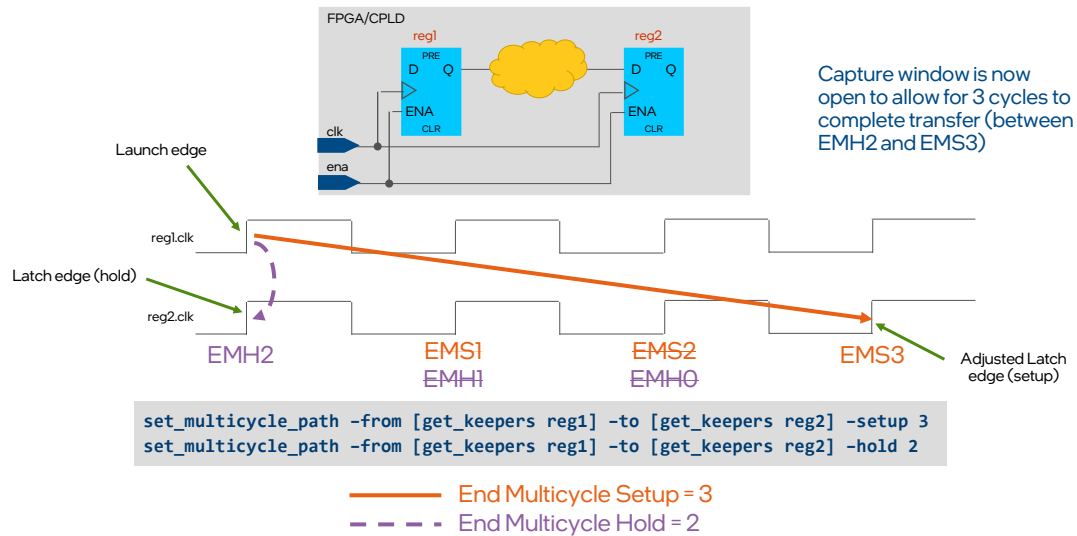 FPGA/CPLD
reg1
reg2
PRE
D
Q
ENA
CLR
PRE
D
Q
ENA
CLR
clk
ena
Capture window is now
open to allow for 3 cycles to
complete transfer (between
EMH2 and EMS3)
Launch edge
reg1.clk
Latch edge (hold)
reg2.clk
EMH2
EMS1
EMS2
EMS3
EMH1
EMH0
Adjusted Latch
edge (setup)
set_multicycle_path –from [get_keepers reg1] –to [get_keepers reg2] –setup 3
set_multicycle_path –from [get_keepers reg1] –to [get_keepers reg2] –hold 2
End Multicycle Setup = 3
End Multicycle Hold = 2